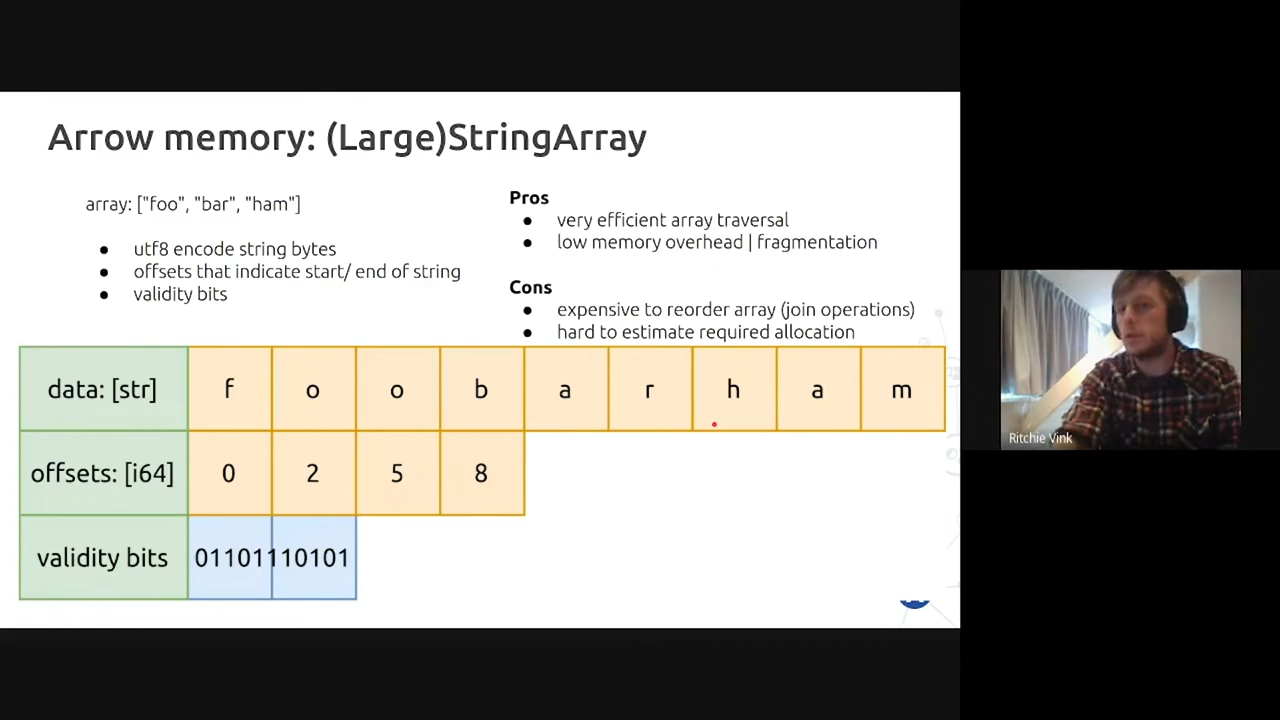 Arrow memory: (Large)StringArray
array: ["foo", "bar", "ham"]
● utf8 encode string bytes
● offsets that indicate start/ end of string
● validity bits
Pros
● very efficient array traversal
● low memory overhead | fragmentation
Cons
● expensive to reorder array (join operations)
● hard to estimate required allocation
data: [str] f o o b a r h a m
offsets: [i64] 0 2 5 8
validity bits 01101110101
Ritchie Vink